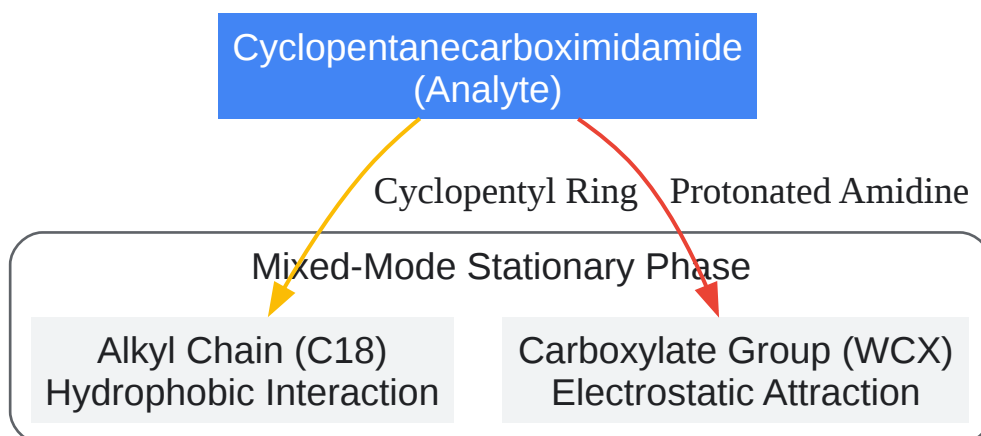 Cyclopentanecarboximidamide
(Analyte)
Cyclopentyl Ring
Protonated Amidine
Mixed-Mode Stationary Phase
Alkyl Chain (C18)
Hydrophobic Interaction
Carboxylate Group (WCX)
Electrostatic Attraction